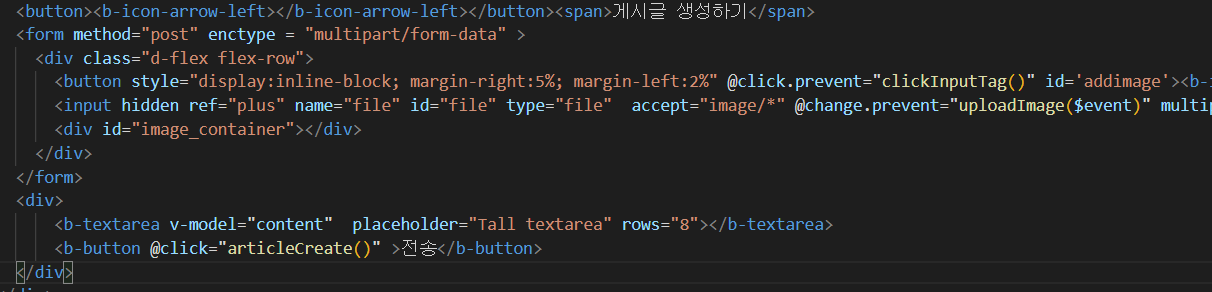 <button><b-icon-arrow-left></b-icon-arrow-left></button><span>게시글 생성하기</span>
<form method="post" enctype = "multipart/form-data" >
<div class="d-flex flex-row">
<button style="display:inline-block; margin-right:5%; margin-left:2%" @click.prevent="clickInputTag()" id='addimage'><b-i
<input hidden ref="plus" name="file" id="file" type="file"  accept="image/*" @change.prevent="uploadImage($event)" multip
<div id="image_container"></div>
</div>
</form>
<div>
<b-textarea v-model="content"  placeholder="Tall textarea" rows="8"></b-textarea>
<b-button @click="articleCreate()" >전송</b-button>
</div>